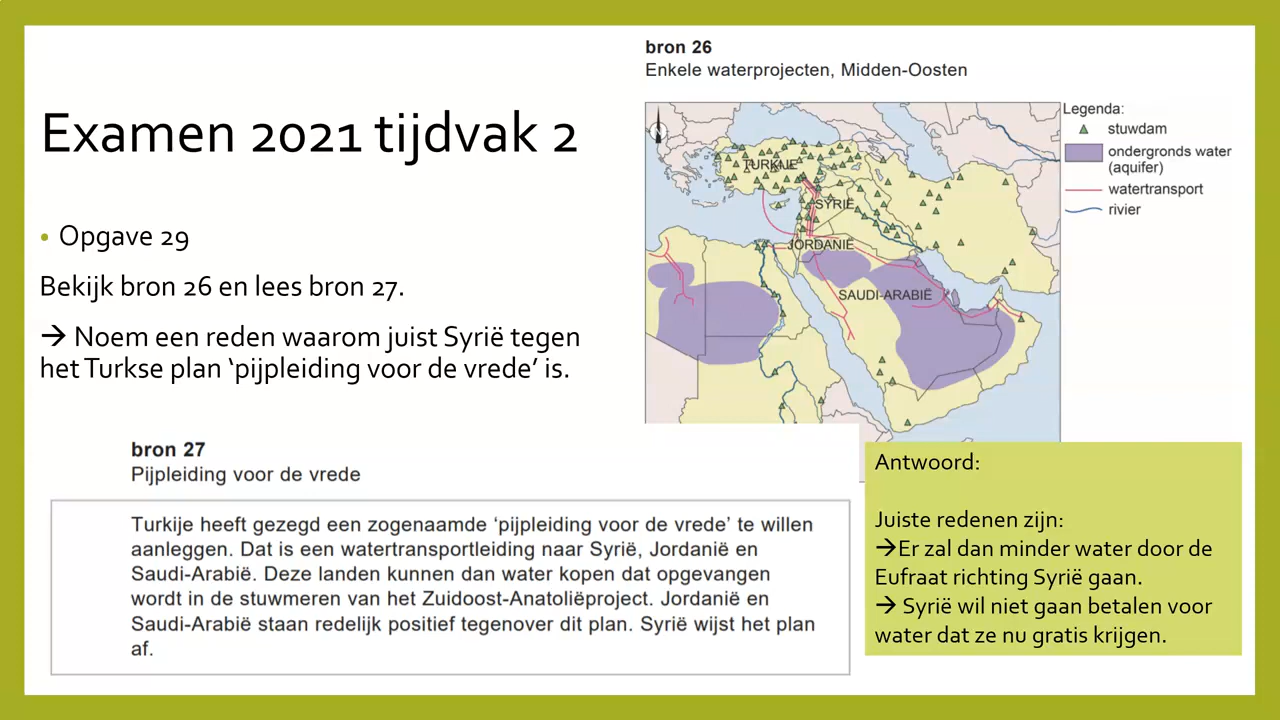 Examen 2021 tijdvak 2
• Opgave 29
Bekijk bron 26 en lees bron 27.
→ Noem een reden waarom juist Syrië tegen
het Turkse plan ‘pijpleiding voor de vrede’ is.
bron 26
Enkele waterprojecten, Midden-Oosten
TURKIJE
SYRIË
JORDANIË
SAUDI-ARABIË
Legenda:
stuwdam
ondergronds water
(aquifer)
watertransport
rivier
bron 27
Pijpleiding voor de vrede
Turkije heeft gezegd een zogenaamde ‘pijpleiding voor de vrede’ te willen
aanleggen. Dat is een watertransportleiding naar Syrië, Jordanië en
Saudi-Arabië. Deze landen kunnen dan water kopen dat opgevangen
wordt in de stuwmeren van het Zuidoost-Anatoliëproject. Jordanië en
Saudi-Arabië staan redelijk positief tegenover dit plan. Syrië wijst het plan
af.
Antwoord:
Juiste redenen zijn:
→Er zal dan minder water door de
Eufraat richting Syrië gaan.
→ Syrië wil niet gaan betalen voor
water dat ze nu gratis krijgen.